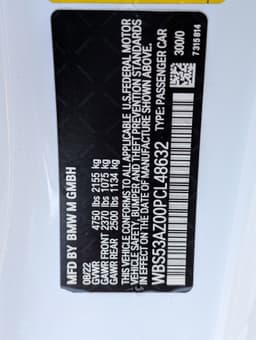 MFD BY BMW M GMBH
08/22
GAWR 4750 lbs 2155 kg
GAWR FRONT 2370 lbs 1075 kg
GAWR REAR 2500 lbs 1134 kg
THIS VEHICLE CONFORMS TO ALL APPLICABLE U.S.FEDERAL MOTOR
VEHICLE SAFETY, BUMPER AND THEFT PREVENTION STANDARDS
IN EFFECT ON THE DATE OF MANUFACTURE SHOWN ABOVE.
WBS53AZ00PCL48632
TYPE: PASSENGER CAR
300/0
7 315 814